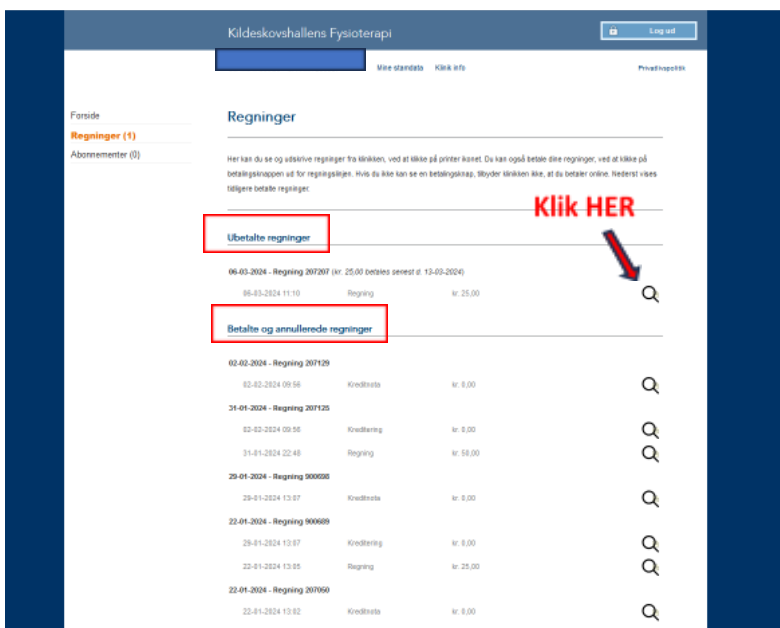 Kildeskovshallens Fysioterapi
Log ud
Mine stamdata Klinik info
Privatlivspolitik
Forside
Regninger (1)
Abonnementer (0)
Regninger
Her kan du se og udskrive regninger fra klinikken, ved at klikke på printer ikonet. Du kan også betale dine regninger, ved at klikke på
betalingsknappen ud for regningslinjen. Hvis du ikke kan se en betalingsknap, tilbyder klinikken ikke, at du betaler online. Nederst vises
tidligere betalte regninger.
Klik HER
Ubetalte regninger
06-03-2024 - Regning 207207 (kr. 25,00 betales senest d. 13-03-2024)
06-03-2024 11:10 Regning kr. 25,00
Betalte og annullerede regninger
02-02-2024 - Regning 207129
02-02-2024 09:56 Kreditnota kr. 0,00
31-01-2024 - Regning 207125
02-02-2024 09:56 Kreditering kr. 0,00
31-01-2024 22:48 Regning kr. 50,00
29-01-2024 - Regning 900698
29-01-2024 13:07 Kreditnota kr. 0,00
22-01-2024 - Regning 900689
29-01-2024 13:07 Kreditering kr. 0,00
22-01-2024 13:05 Regning kr. 25,00
22-01-2024 - Regning 207050
22-01-2024 13:02 Kreditnota kr. 0,00